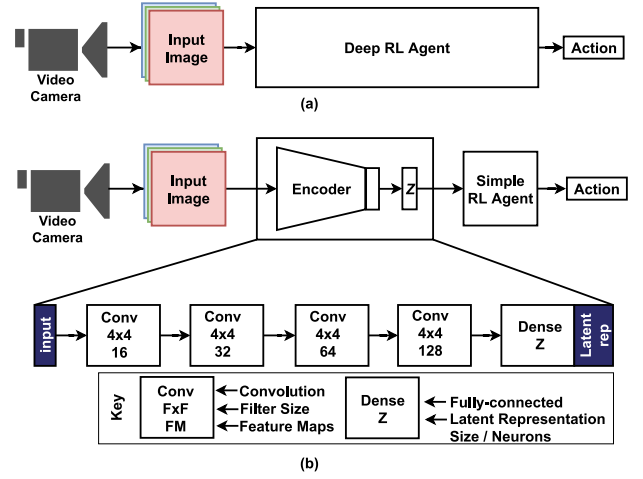 Video
Camera
Input
Image
Deep RL Agent
Action
(a)
Video
Camera
Input
Image
Encoder
Z
Simple
RL Agent
Action
input
Conv
4x4
16
Conv
4x4
32
Conv
4x4
64
Conv
4x4
128
Dense
Z
Latent
rep
Key
Conv
FxF
FM
Convolution
Filter Size
Feature Maps
Dense
Z
Fully-connected
Latent Representation
Size / Neurons
(b)